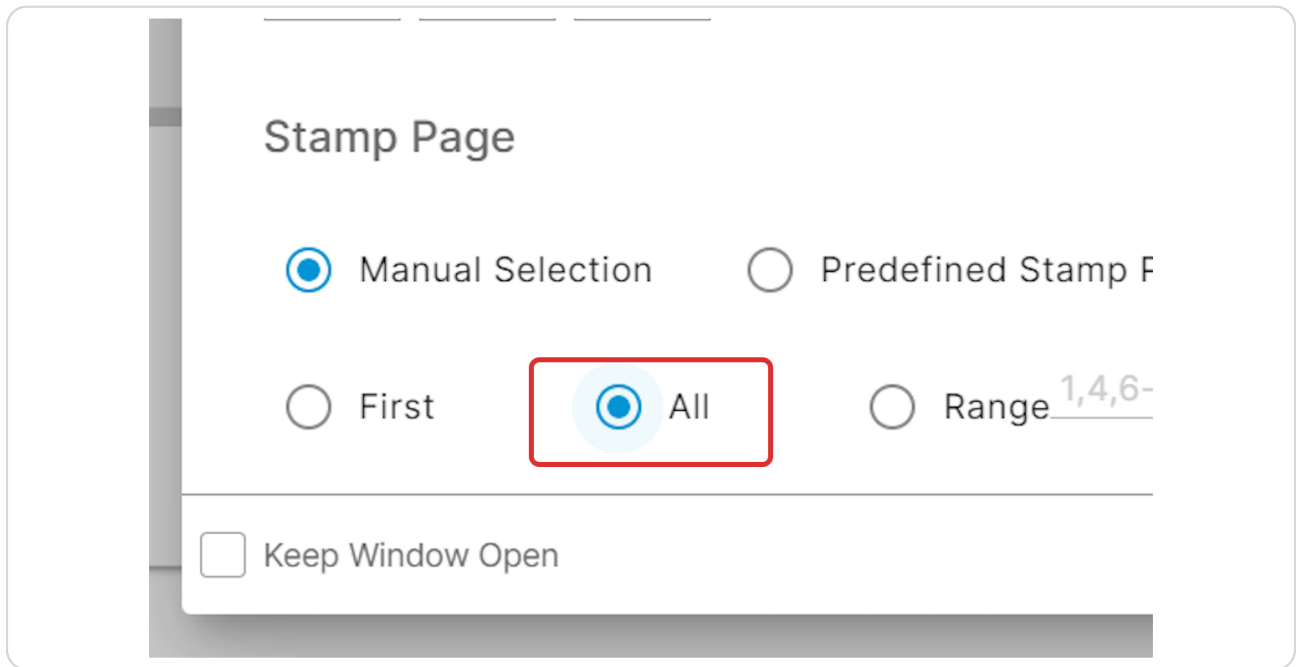 Stamp Page
Manual Selection Predefined Stamp
First All Range 1,4,6-
Keep Window Open